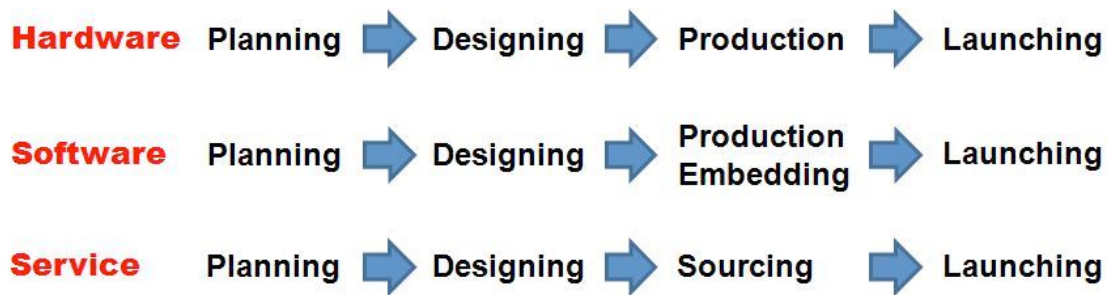 Hardware Planning Designing Production Launching
Software Planning Designing Production Embedding Launching
Service Planning Designing Sourcing Launching